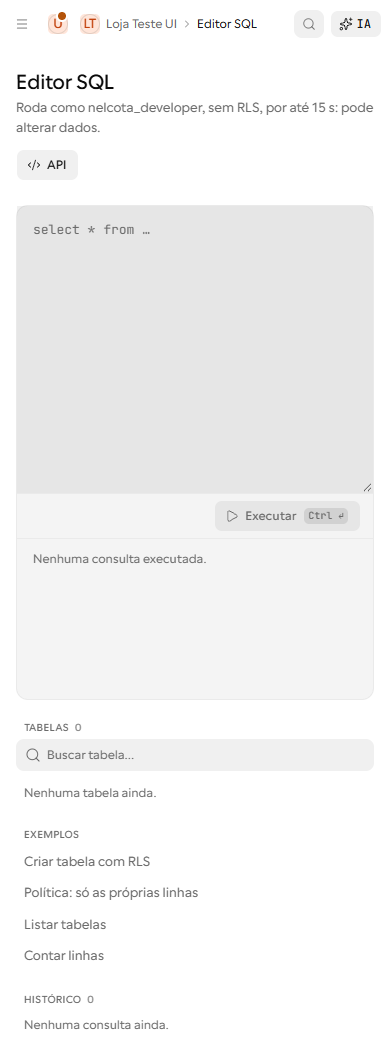 U LT Loja Teste UI > Editor SQL IA
Editor SQL
Roda como nelcota_developer, sem RLS, por até 15 s: pode
alterar dados.
</> API
select * from …
Executar Ctrl ↵
Nenhuma consulta executada.
TABELAS 0
Buscar tabela...
Nenhuma tabela ainda.
EXEMPLOS
Criar tabela com RLS
Política: só as próprias linhas
Listar tabelas
Contar linhas
HISTÓRICO 0
Nenhuma consulta ainda.